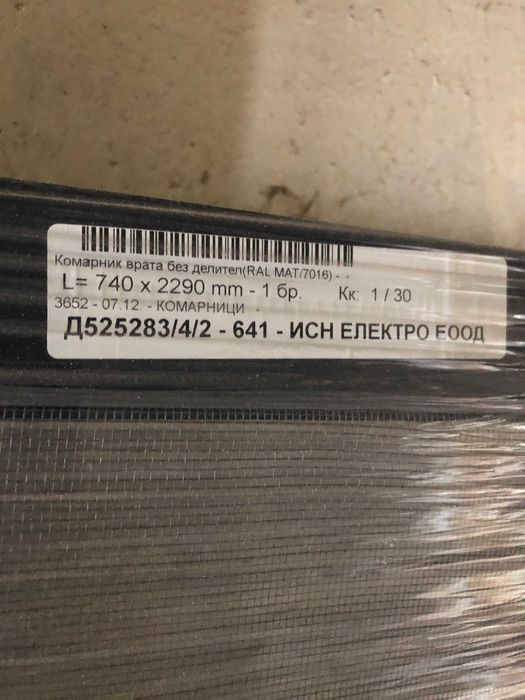 Комарник врата без делител(RAL MAT/7016) - -
L= 740 x 2290 mm - 1 бр. Кк: 1 / 30
3652 - 07.12. - КОМАРНИЦИ -
Д525283/4/2 - 641 - ИСН ЕЛЕКТРО ЕООД